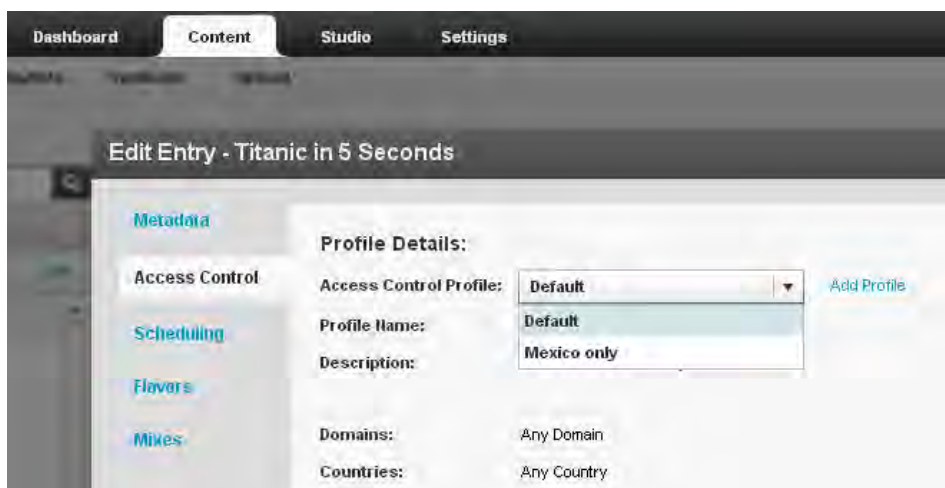 Dashboard Content Studio Settings
Edit Entry - Titanic in 5 Seconds
Metadata
Profile Details:
Access Control
Access Control Profile: Default Add Profile
Default
Profile Name:
Mexico only
Scheduling
Description:
Flavors
Mixes
Domains: Any Domain
Countries: Any Country